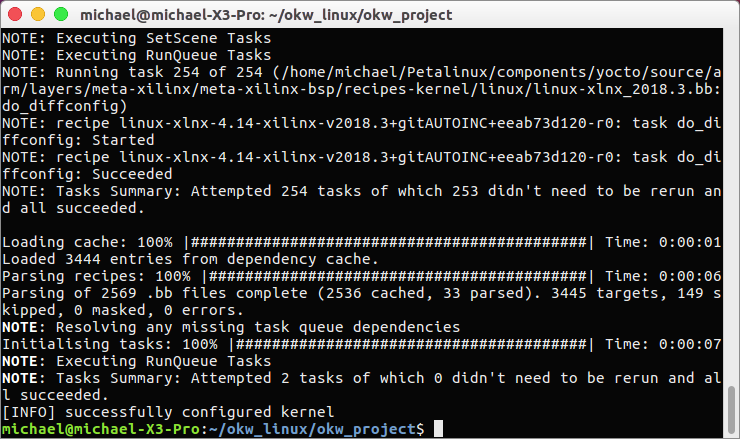 michael@michael-X3-Pro: ~/okw_linux/okw_project
NOTE: Executing SetScene Tasks
NOTE: Executing RunQueue Tasks
NOTE: Running task 254 of 254 (/home/michael/Petalinux/components/yocto/source/a
rm/layers/meta-xilinx/meta-xilinx-bsp/recipes-kernel/linux/linux-xlnx_2018.3.bb:
do_diffconfig)
NOTE: recipe linux-xlnx-4.14-xilinx-v2018.3+gitAUTOINC+eeab73d120-r0: task do_di
ffconfig: Started
NOTE: recipe linux-xlnx-4.14-xilinx-v2018.3+gitAUTOINC+eeab73d120-r0: task do_di
ffconfig: Succeeded
NOTE: Tasks Summary: Attempted 254 tasks of which 253 didn't need to be rerun an
d all succeeded.

Loading cache: 100% |############################################| Time: 0:00:01
Loaded 3444 entries from dependency cache.
Parsing recipes: 100% |##########################################| Time: 0:00:06
Parsing of 2569 .bb files complete (2536 cached, 33 parsed). 3445 targets, 149 s
kipped, 0 masked, 0 errors.
NOTE: Resolving any missing task queue dependencies
Initialising tasks: 100% |#######################################| Time: 0:00:07
NOTE: Executing RunQueue Tasks
NOTE: Tasks Summary: Attempted 2 tasks of which 0 didn't need to be rerun and al
l succeeded.
[INFO] successfully configured kernel
michael@michael-X3-Pro:~/okw_linux/okw_project$